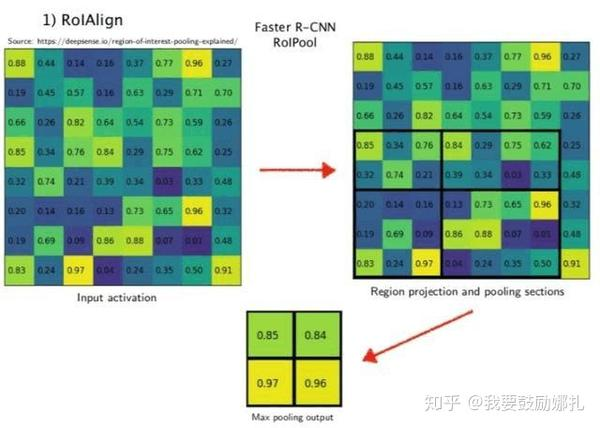 1) RoIAlign
Source: https://deepsense.io/region-of-interest-pooling-explained/
Faster R-CNN
RoIPool
0.88 0.44 0.14 0.16 0.37 0.77 0.96 0.27
0.19 0.45 0.57 0.16 0.63 0.29 0.71 0.70
0.66 0.26 0.82 0.64 0.54 0.73 0.59 0.26
0.85 0.34 0.76 0.84 0.29 0.75 0.62 0.25
0.32 0.74 0.21 0.39 0.34 0.03 0.33 0.48
0.20 0.14 0.16 0.13 0.73 0.65 0.96 0.32
0.19 0.69 0.09 0.86 0.88 0.07 0.01 0.48
0.83 0.24 0.97 0.04 0.24 0.35 0.50 0.91
Input activation
0.88 0.44 0.14 0.16 0.37 0.77 0.96 0.27
0.19 0.45 0.57 0.16 0.63 0.29 0.71 0.70
0.66 0.26 0.82 0.64 0.54 0.73 0.59 0.26
0.85 0.34 0.76 0.84 0.29 0.75 0.62 0.25
0.32 0.74 0.21 0.39 0.34 0.03 0.33 0.48
0.20 0.14 0.16 0.13 0.73 0.65 0.96 0.32
0.19 0.69 0.09 0.86 0.88 0.07 0.01 0.48
0.83 0.24 0.97 0.04 0.24 0.35 0.50 0.91
Region projection and pooling sections
0.85 0.84
0.97 0.96
Max pooling output
知乎 @我要鼓励娜扎